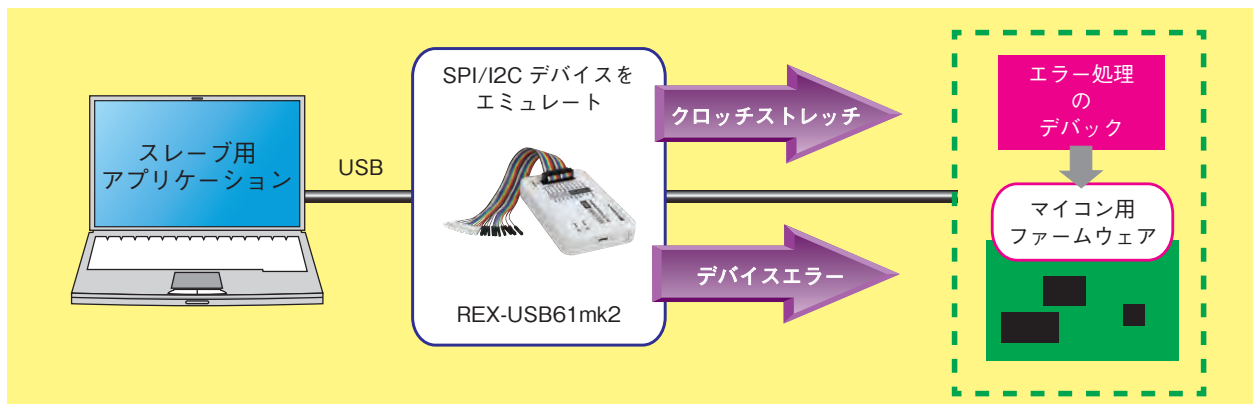 スレーブ用
アプリケーション
USB
SPI/I2C デバイスを
エミュレート
REX-USB61mk2
クロッチストレッチ
デバイスエラー
エラー処理
の
デバック
マイコン用
ファームウェア